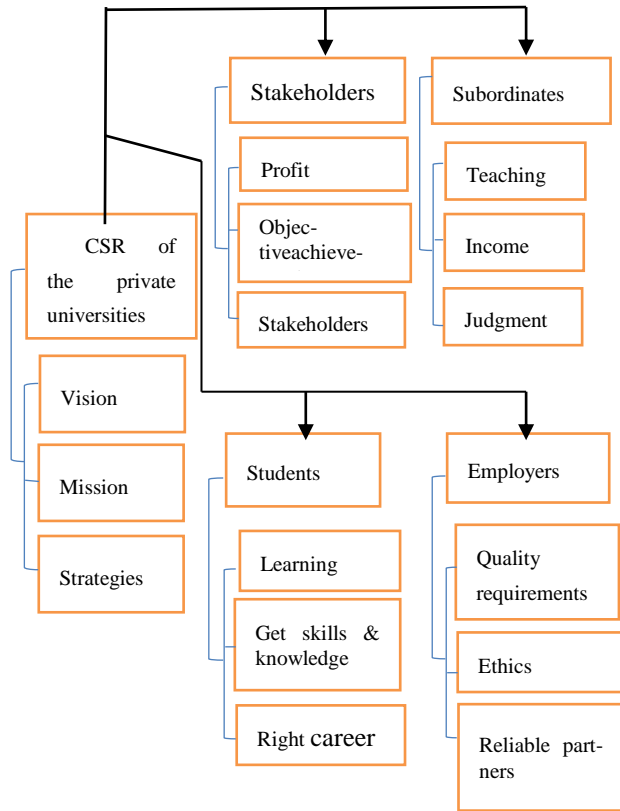 Stakeholders
Profit
Objec-
tiveachieve-
Stakeholders
Subordinates
Teaching
Income
Judgment
CSR of
the private
universities
Vision
Mission
Strategies
Students
Learning
Get skills &
knowledge
Right career
Employers
Quality
requirements
Ethics
Reliable part-
ners